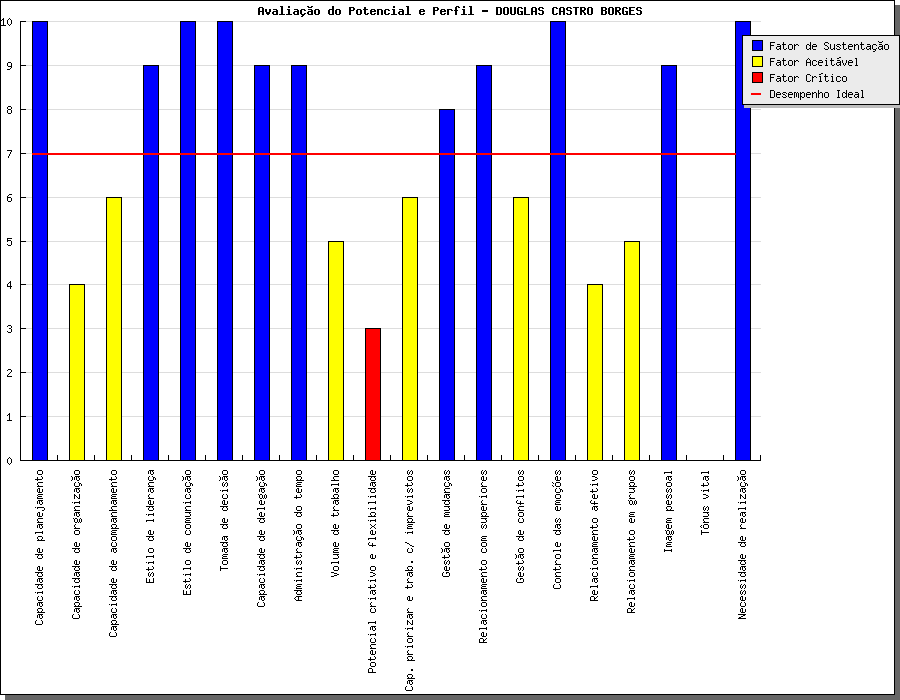 Avaliação do Potencial e Perfil - DOUGLAS CASTRO BORGES
10
9
8
7
6
5
4
3
2
1
0
Fator de Sustentação
Fator Aceitável
Fator Crítico
Desempenho Ideal
Capacidade de planejamento
Capacidade de organização
Capacidade de acompanhamento
Estilo de liderança
Estilo de comunicação
Tomada de decisão
Capacidade de delegação
Administração do tempo
Volume de trabalho
Potencial criativo e flexibilidade
Cap. priorizar e trab. c/ imprevistos
Gestão de mudanças
Relacionamento com superiores
Gestão de conflitos
Controle das emoções
Relacionamento afetivo
Relacionamento em grupos
Imagem pessoal
Tônus vital
Necessidade de realização